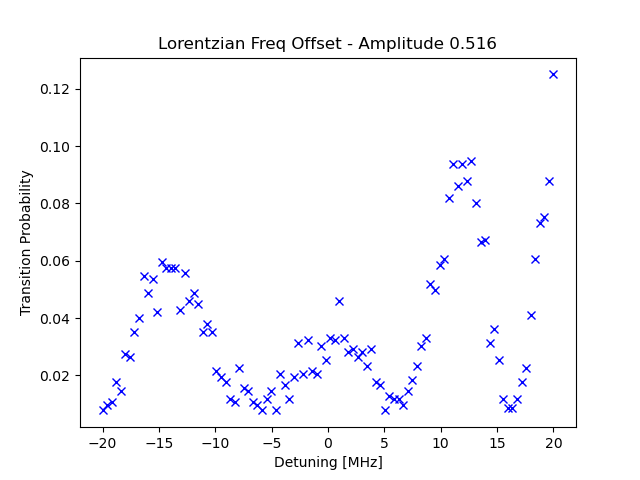 Lorentzian Freq Offset - Amplitude 0.516
0.12
0.10
0.08
0.06
0.04
0.02
Transition Probability
−20 −15 −10 −5 0 5 10 15 20
Detuning [MHz]